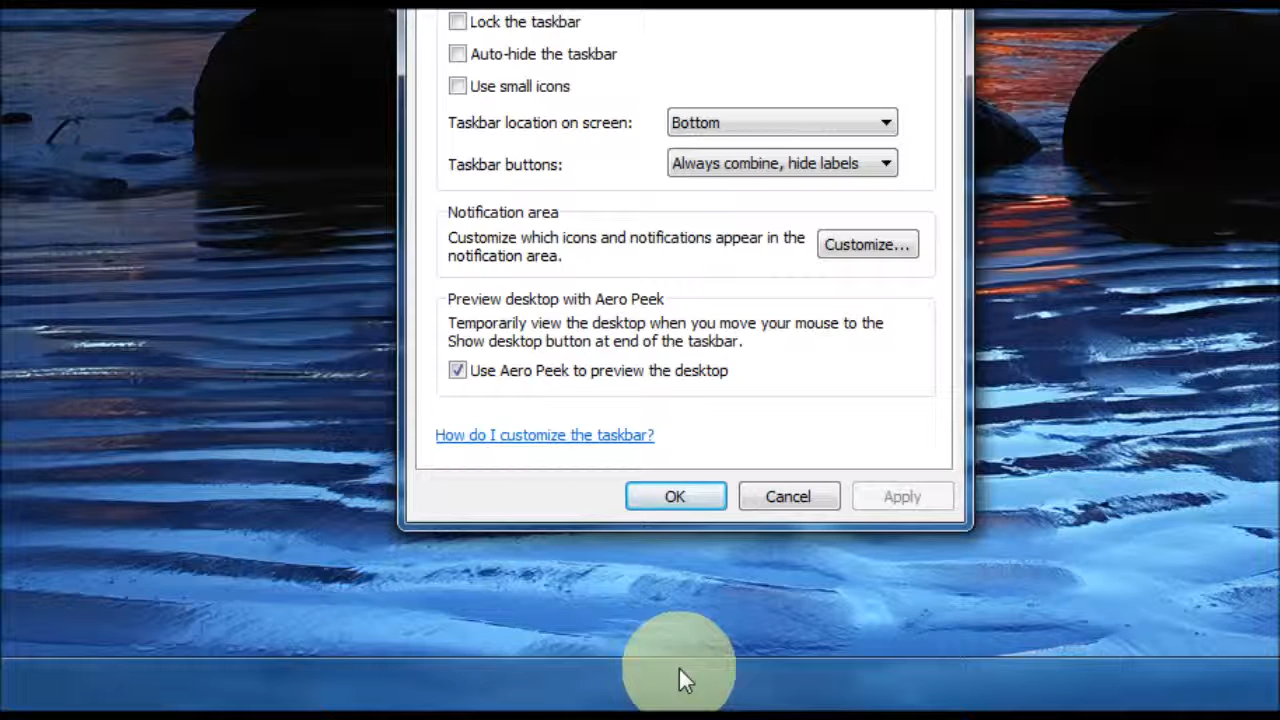 Lock the taskbar
Auto-hide the taskbar
Use small icons
Taskbar location on screen: Bottom
Taskbar buttons: Always combine, hide labels
Notification area
Customize which icons and notifications appear in the
notification area.
Customize...
Preview desktop with Aero Peek
Temporarily view the desktop when you move your mouse to the
Show desktop button at end of the taskbar.
Use Aero Peek to preview the desktop
How do I customize the taskbar?
OK Cancel Apply